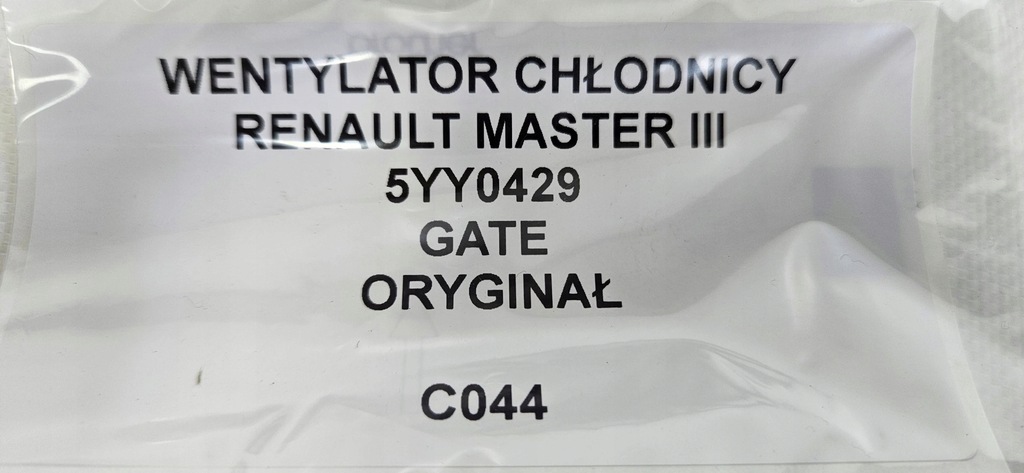 WENTYLATOR CHŁODNICY
RENAULT MASTER III
5YY0429
GATE
ORYGINAŁ
C044